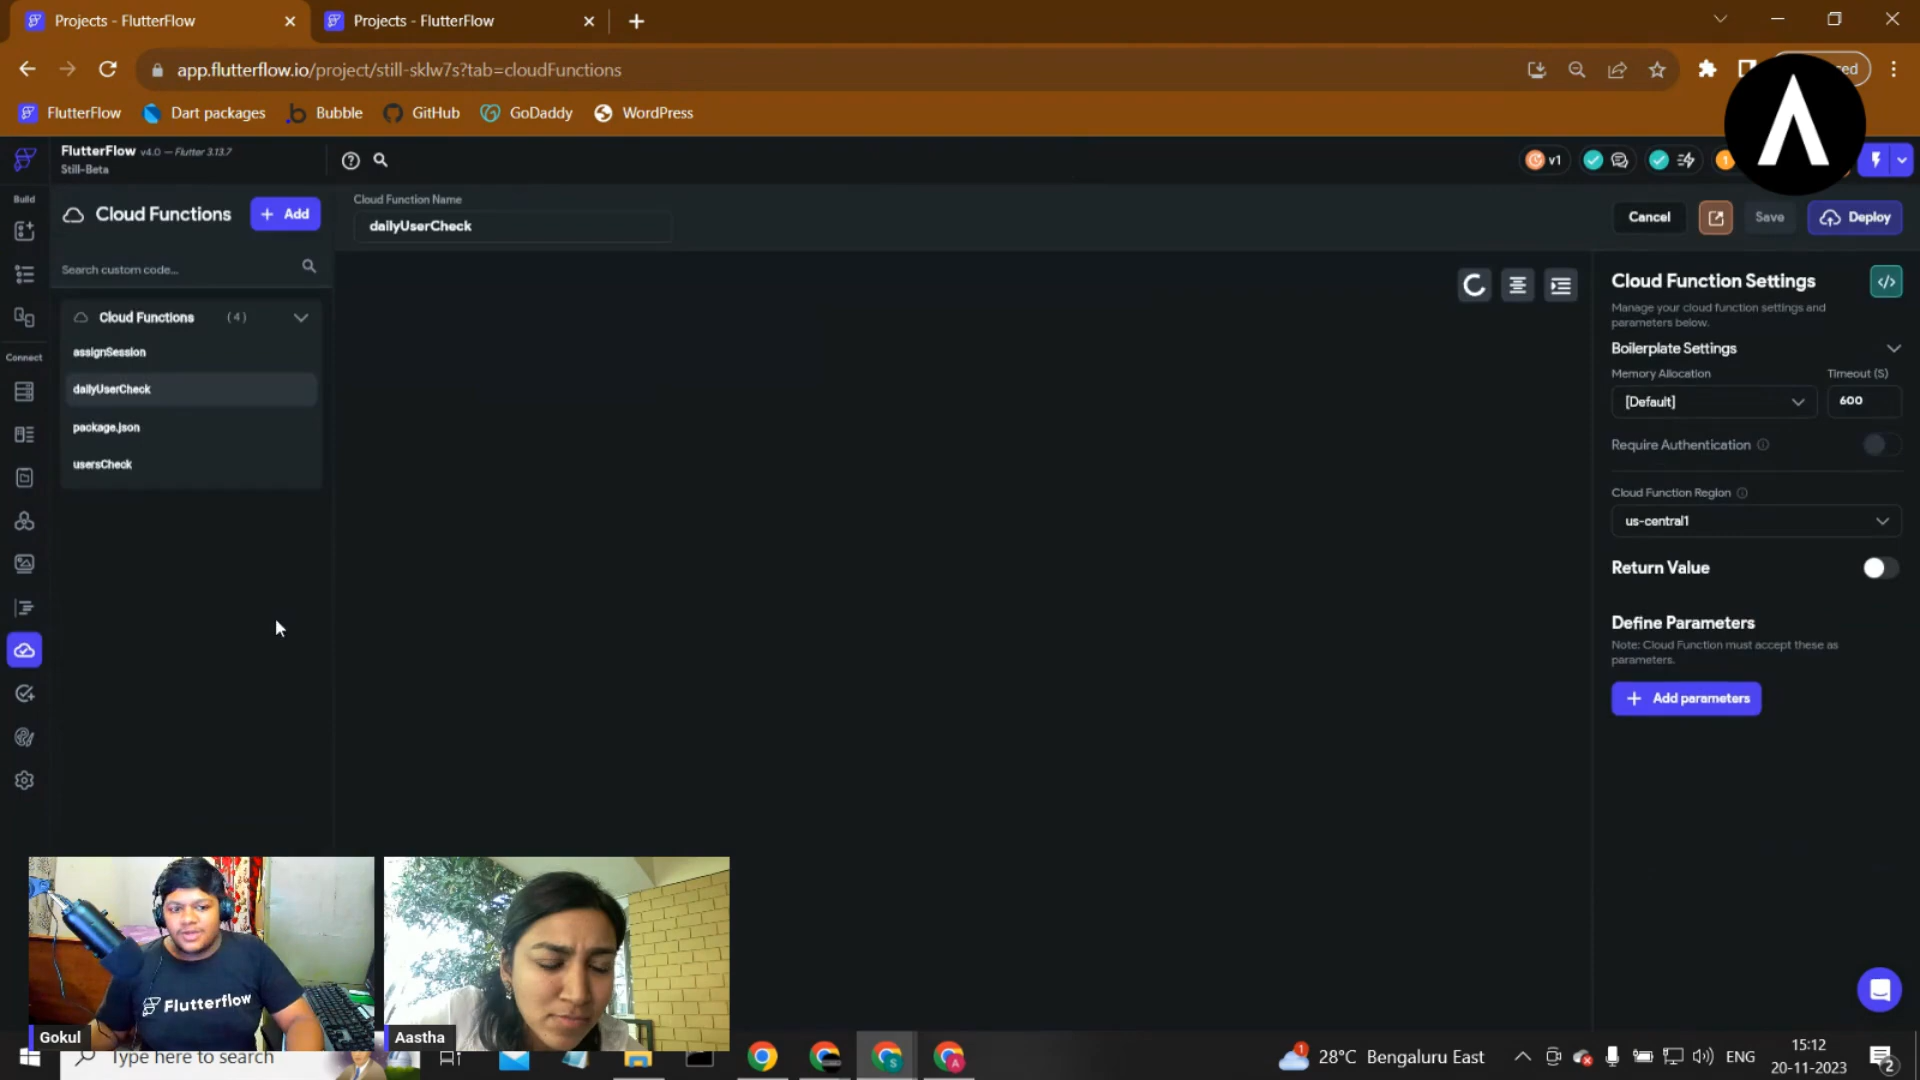 Projects - FlutterFlow
Projects - FlutterFlow
app.flutterflow.io/project/still-sklw7s?tab=cloudFunctions
FlutterFlow
Dart packages
Bubble
GitHub
GoDaddy
WordPress
FlutterFlow v4.0 — Flutter 3.13.7
Still-Beta
v1
1
Build
Cloud Functions
+ Add
Cloud Function Name
dailyUserCheck
Cancel
Save
Deploy
Search custom code...
Cloud Functions (4)
assignSession
dailyUserCheck
package.json
usersCheck
Connect
Cloud Function Settings
Manage your cloud function settings and
parameters below.
Boilerplate Settings
Memory Allocation
Timeout (S)
[Default]
600
Require Authentication
Cloud Function Region
us-central1
Return Value
Define Parameters
Note: Cloud Function must accept these as
parameters.
+ Add parameters
Flutterflow
Gokul
Aastha
Type here to search
28°C Bengaluru East
ENG
15:12
20-11-2023
2
1